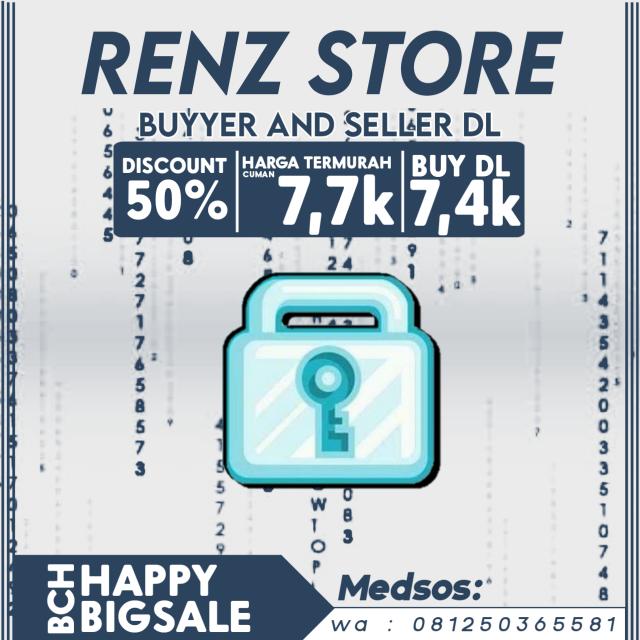 RENZ STORE
BUYYER AND SELLER DL
DISCOUNT
50%
HARGA TERMURAH
CUMAN
7,7k
BUY DL
7,4k
BCH
HAPPY
BIGSALE
Medsos:
wa : 081250365581